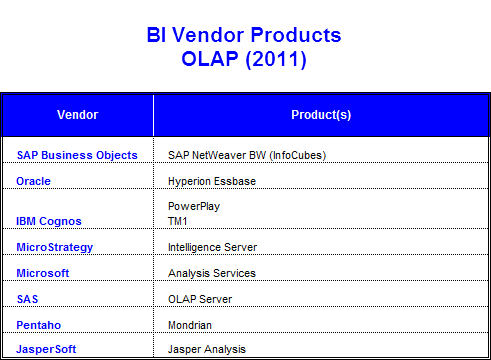 BI Vendor Products
OLAP (2011)
Vendor Product(s)
SAP Business Objects SAP NetWeaver BW (InfoCubes)
Oracle Hyperion Essbase
PowerPlay
IBM Cognos TM1
MicroStrategy Intelligence Server
Microsoft Analysis Services
SAS OLAP Server
Pentaho Mondrian
JasperSoft Jasper Analysis